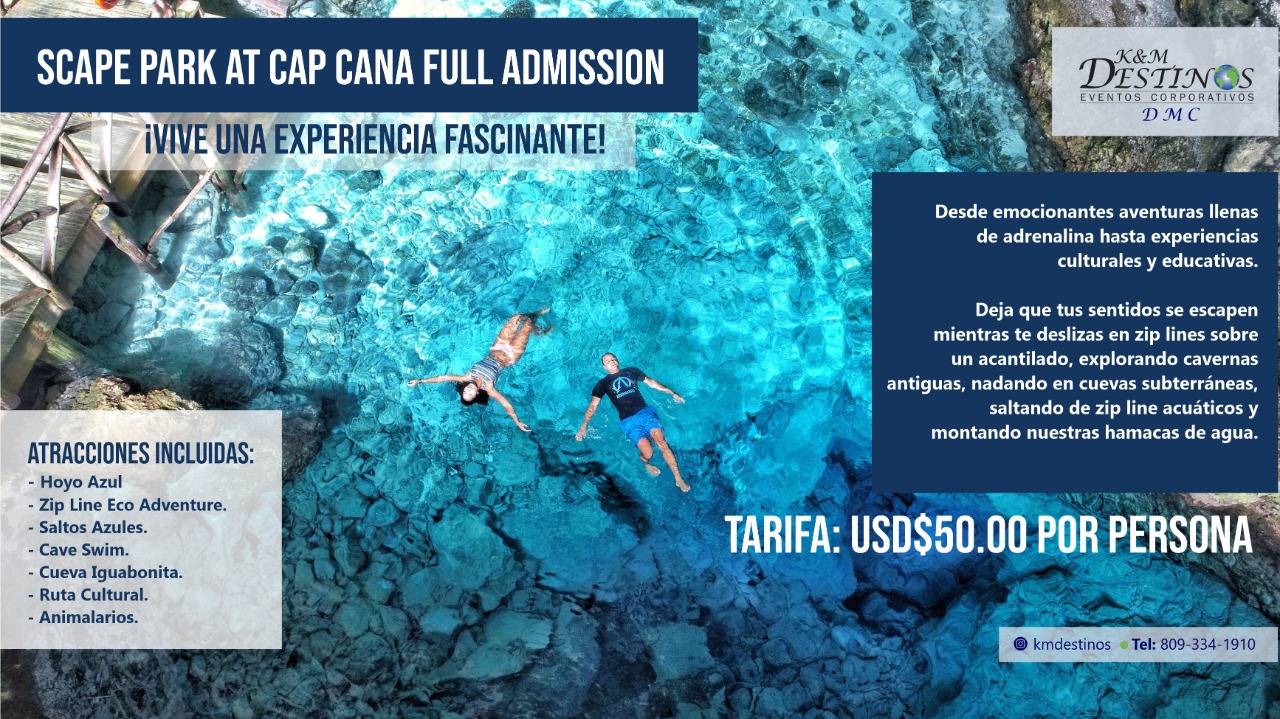 SCAPE PARK AT CAP CANA FULL ADMISSION
¡VIVE UNA EXPERIENCIA FASCINANTE!
K&M
DESTINOS
EVENTOS CORPORATIVOS
DMC
Desde emocionantes aventuras llenas
de adrenalina hasta experiencias
culturales y educativas.
Deja que tus sentidos se escapen
mientras te deslizas en zip lines sobre
un acantilado, explorando cavernas
antiguas, nadando en cuevas subterráneas,
saltando de zip line acuáticos y
montando nuestras hamacas de agua.
ATRACCIONES INCLUIDAS:
- Hoyo Azul
- Zip Line Eco Adventure.
- Saltos Azules.
- Cave Swim.
- Cueva Iguabonita.
- Ruta Cultural.
- Animalarios.
TARIFA: USD$50.00 POR PERSONA
kmdestinos • Tel: 809-334-1910